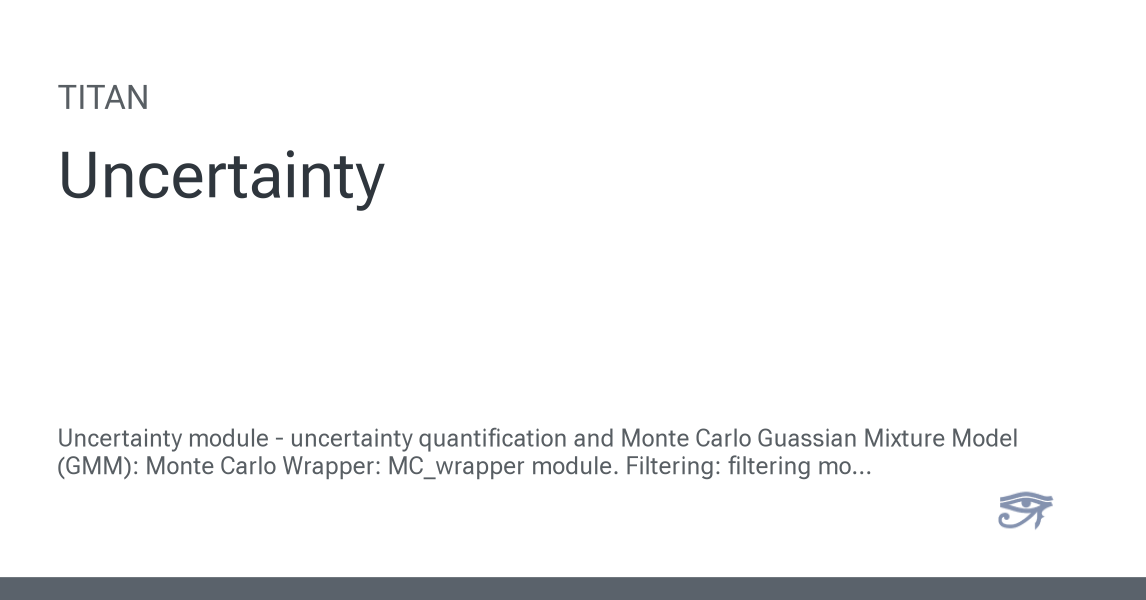 TITAN
Uncertainty
Uncertainty module - uncertainty quantification and Monte Carlo Guassian Mixture Model
(GMM): Monte Carlo Wrapper: MC_wrapper module. Filtering: filtering mo...